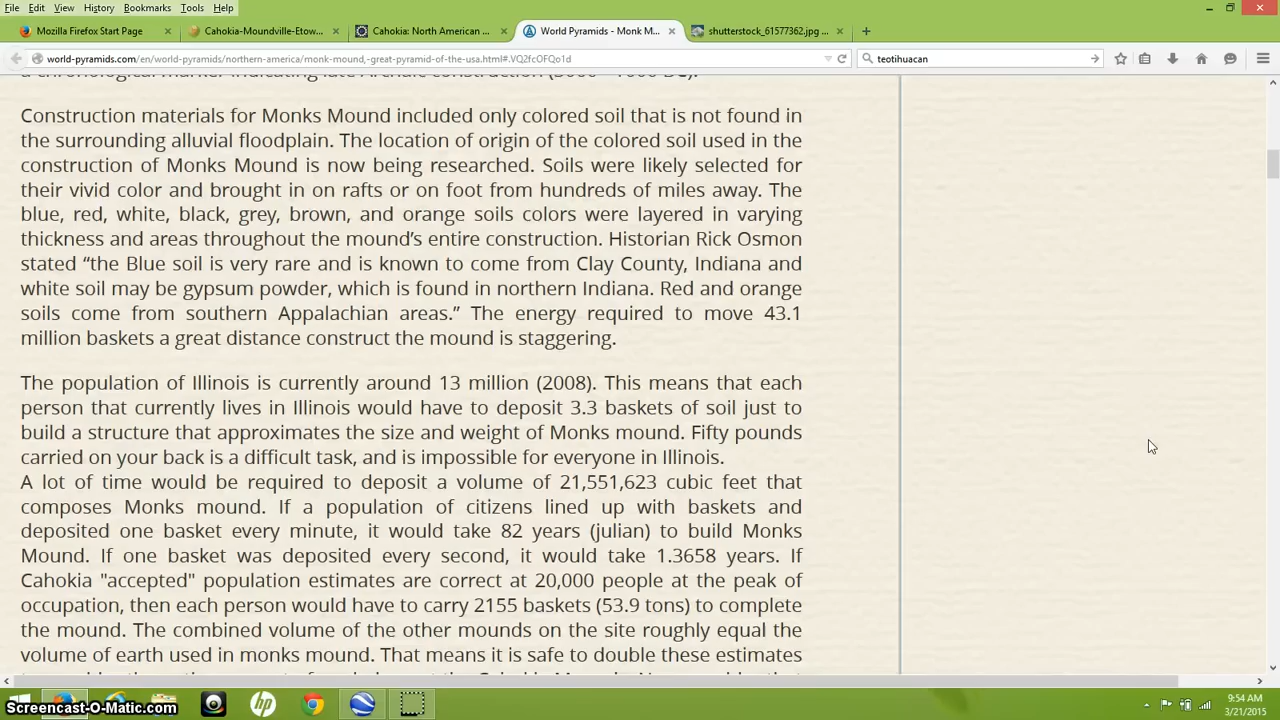 File Edit View History Bookmarks Tools Help
Mozilla Firefox Start Page
Cahokia-Moundville-Etow...
Cahokia: North American ...
World Pyramids - Monk M...
shutterstock_61577362.jpg ...
world-pyramids.com/en/world-pyramids/northern-america/monk-mound,-great-pyramid-of-the-usa.html#.VQ2fcOFQo1d
teotihuacan
Construction materials for Monks Mound included only colored soil that is not found in
the surrounding alluvial floodplain. The location of origin of the colored soil used in the
construction of Monks Mound is now being researched. Soils were likely selected for
their vivid color and brought in on rafts or on foot from hundreds of miles away. The
blue, red, white, black, grey, brown, and orange soils colors were layered in varying
thickness and areas throughout the mound's entire construction. Historian Rick Osmon
stated “the Blue soil is very rare and is known to come from Clay County, Indiana and
white soil may be gypsum powder, which is found in northern Indiana. Red and orange
soils come from southern Appalachian areas.” The energy required to move 43.1
million baskets a great distance construct the mound is staggering.
The population of Illinois is currently around 13 million (2008). This means that each
person that currently lives in Illinois would have to deposit 3.3 baskets of soil just to
build a structure that approximates the size and weight of Monks mound. Fifty pounds
carried on your back is a difficult task, and is impossible for everyone in Illinois.
A lot of time would be required to deposit a volume of 21,551,623 cubic feet that
composes Monks mound. If a population of citizens lined up with baskets and
deposited one basket every minute, it would take 82 years (julian) to build Monks
Mound. If one basket was deposited every second, it would take 1.3658 years. If
Cahokia "accepted" population estimates are correct at 20,000 people at the peak of
occupation, then each person would have to carry 2155 baskets (53.9 tons) to complete
the mound. The combined volume of the other mounds on the site roughly equal the
volume of earth used in monks mound. That means it is safe to double these estimates
Screencast-O-Matic.com
hp
9:54 AM
3/21/2015